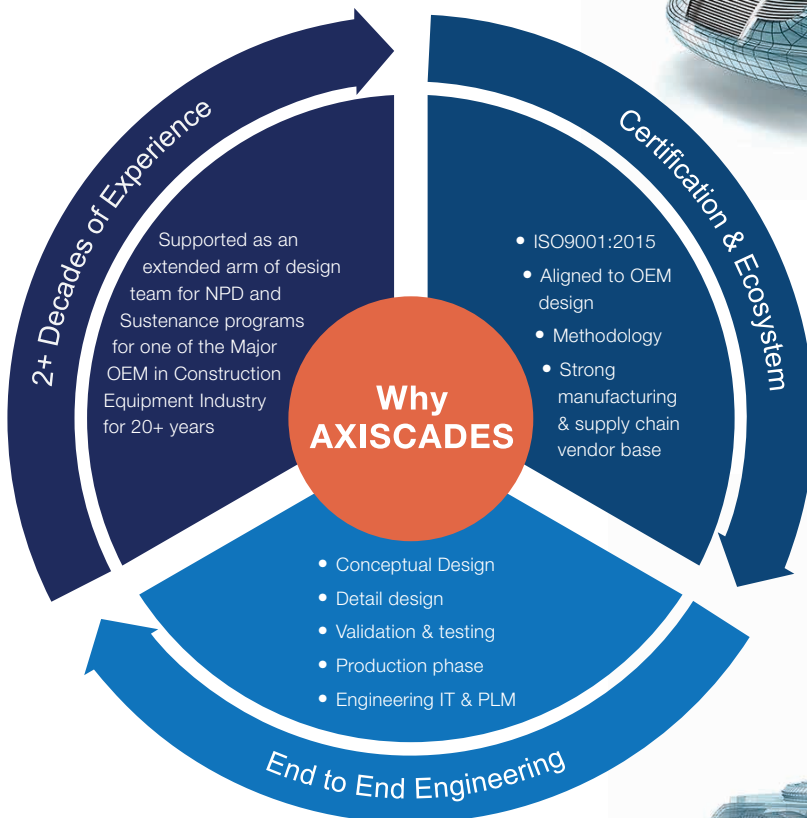 2+ Decades of Experience
Supported as an
extended arm of design
team for NPD and
Sustenance programs
for one of the Major
OEM in Construction
Equipment Industry
for 20+ years
Certification & Ecosystem
• ISO9001:2015
• Aligned to OEM
design
• Methodology
• Strong
manufacturing
& supply chain
vendor base
Why
AXISCADES
• Conceptual Design
• Detail design
• Validation & testing
• Production phase
• Engineering IT & PLM
End to End Engineering